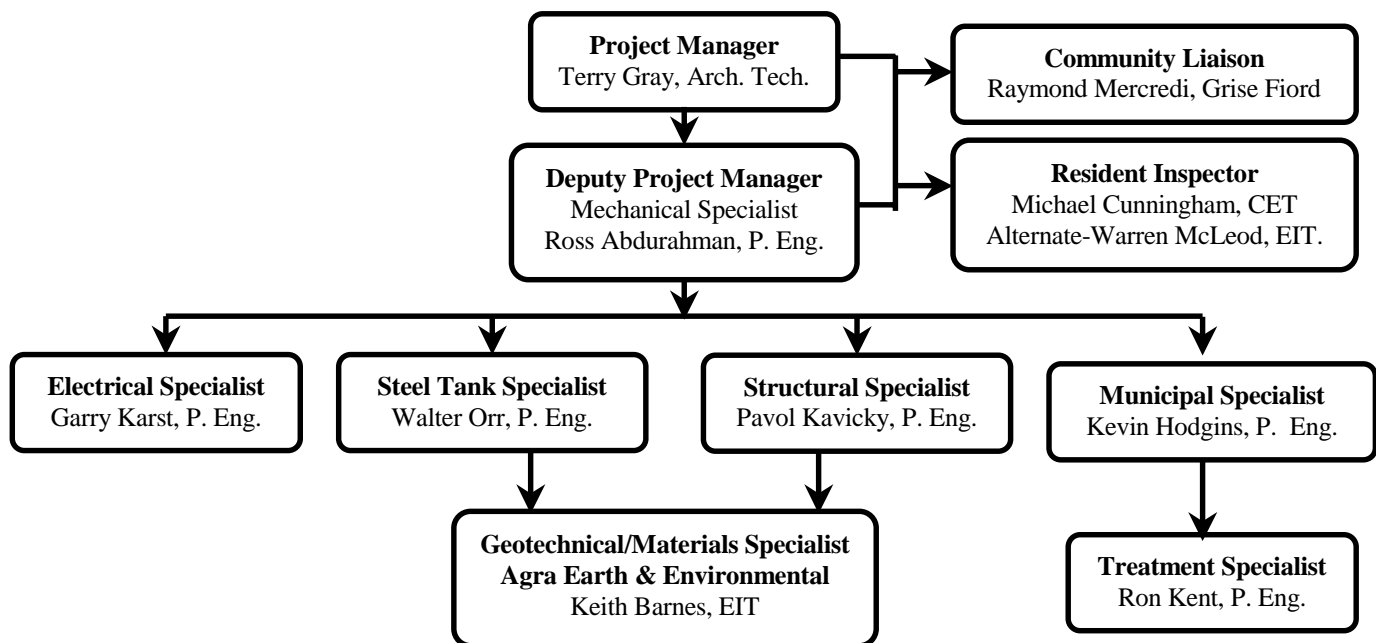 Project Manager
Terry Gray, Arch. Tech.
Community Liaison
Raymond Mercredi, Grise Fiord
Deputy Project Manager
Mechanical Specialist
Ross Abdurahman, P. Eng.
Resident Inspector
Michael Cunningham, CET
Alternate-Warren McLeod, EIT.
Electrical Specialist
Garry Karst, P. Eng.
Steel Tank Specialist
Walter Orr, P. Eng.
Structural Specialist
Pavol Kavicky, P. Eng.
Municipal Specialist
Kevin Hodgins, P. Eng.
Geotechnical/Materials Specialist
Agra Earth & Environmental
Keith Barnes, EIT
Treatment Specialist
Ron Kent, P. Eng.